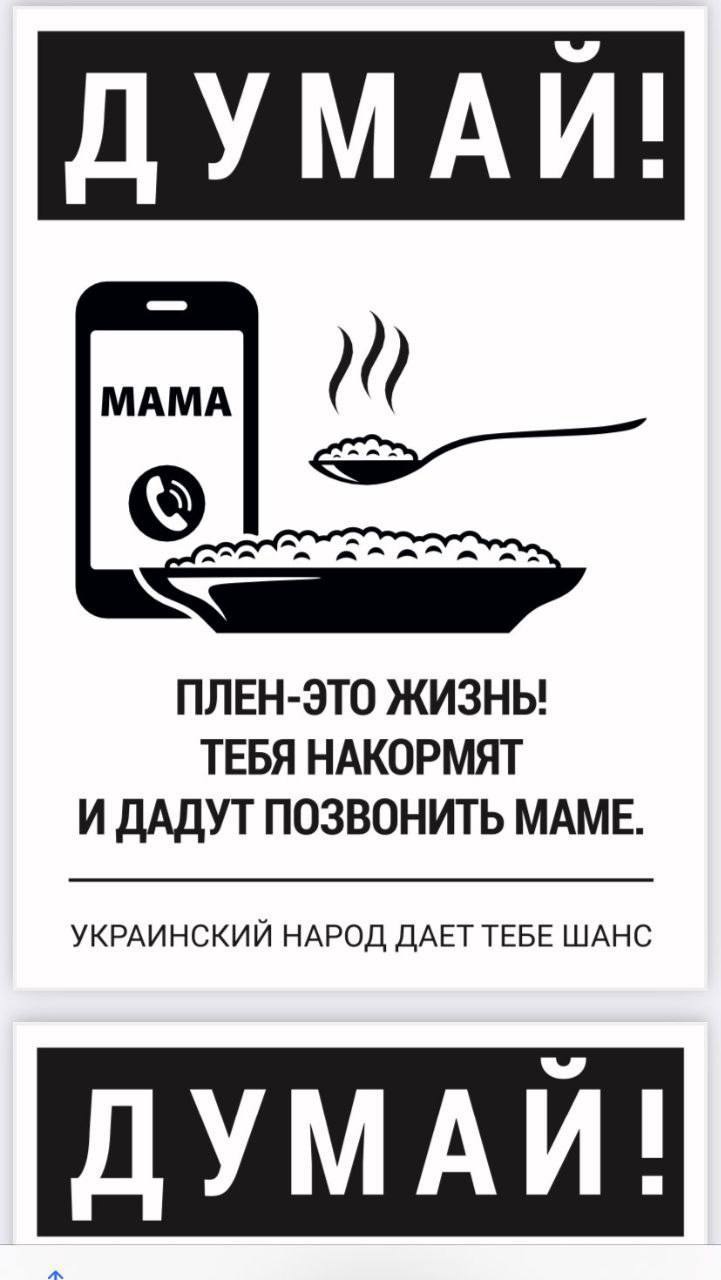 ДУМАЙ!
МАМА
ПЛЕН-ЭТО ЖИЗНЬ!
ТЕБЯ НАКОРМЯТ
И ДАДУТ ПОЗВОНИТЬ МАМЕ.
УКРАИНСКИЙ НАРОД ДАЕТ ТЕБЕ ШАНС
ДУМАЙ!